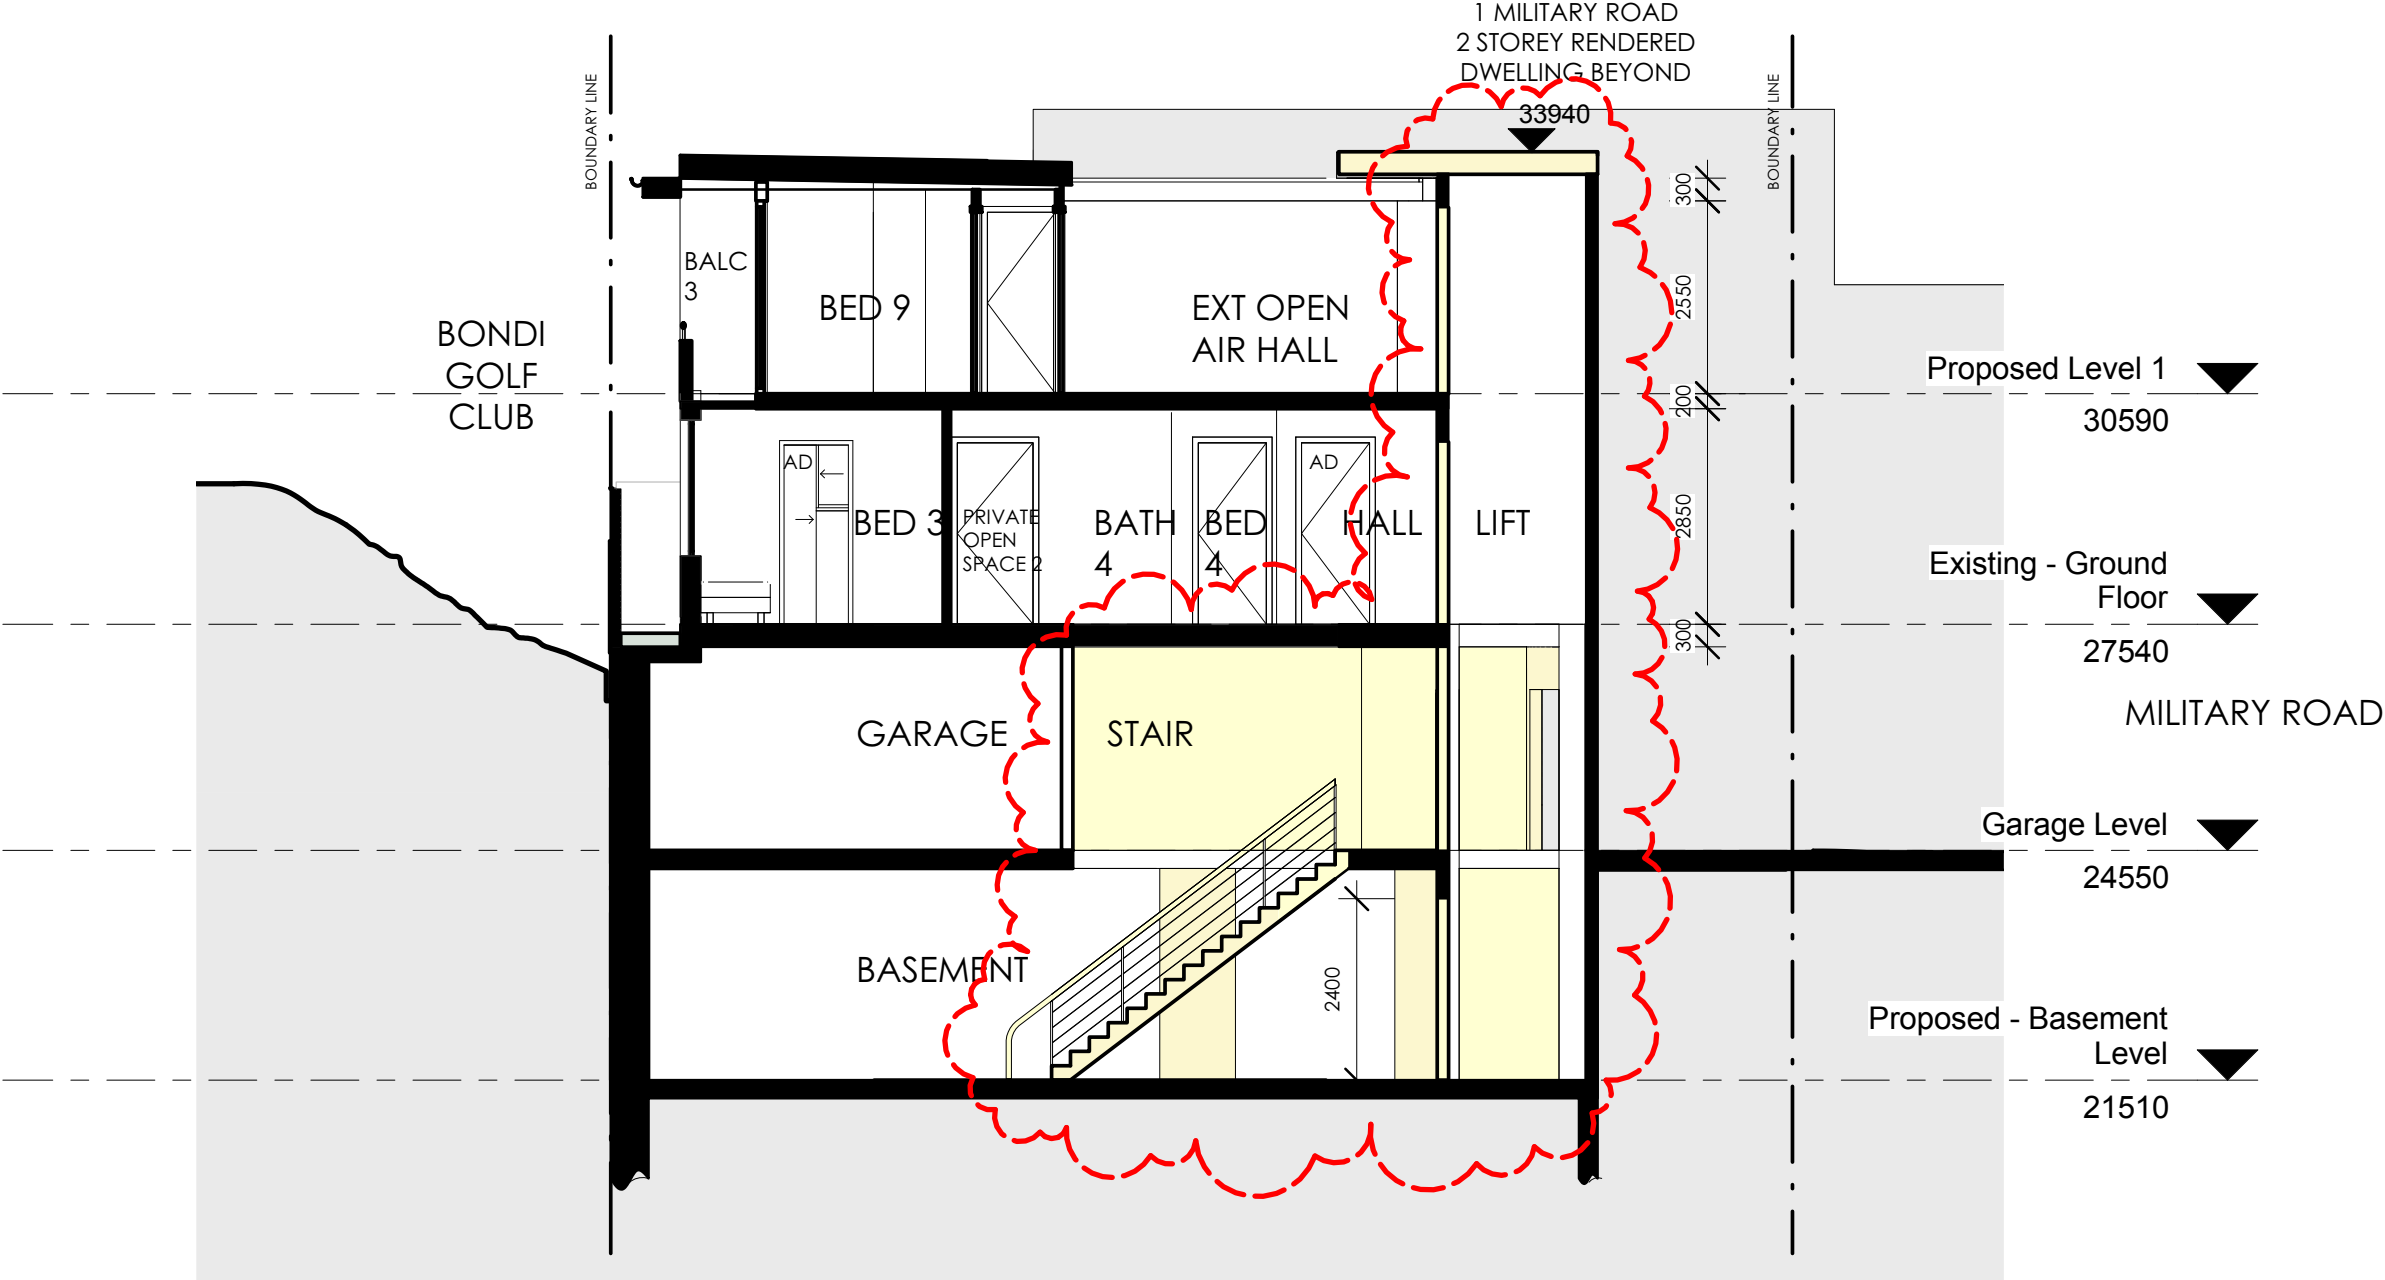 1 MILITARY ROAD
2 STOREY RENDERED
DWELLING BEYOND
33940
BOUNDARY LINE
BOUNDARY LINE
300
BALC
3
BED 9
EXT OPEN
AIR HALL
2550
BONDI
GOLF
CLUB
Proposed Level 1
30590
200
AD
AD
BED 3
PRIVATE
OPEN
SPACE 2
BATH
4
BED
4
HALL
LIFT
2850
Existing - Ground
Floor
27540
300
GARAGE
STAIR
MILITARY ROAD
Garage Level
24550
BASEMENT
2400
Proposed - Basement
Level
21510